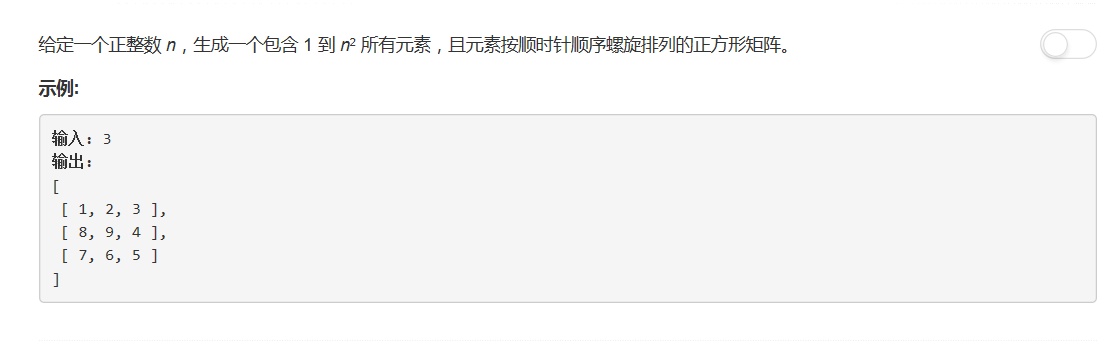 给定一个正整数 n，生成一个包含 1 到 n² 所有元素，且元素按顺时针顺序螺旋排列的正方形矩阵。
示例:
输入: 3
输出:
[
 [ 1, 2, 3 ],
 [ 8, 9, 4 ],
 [ 7, 6, 5 ]
]